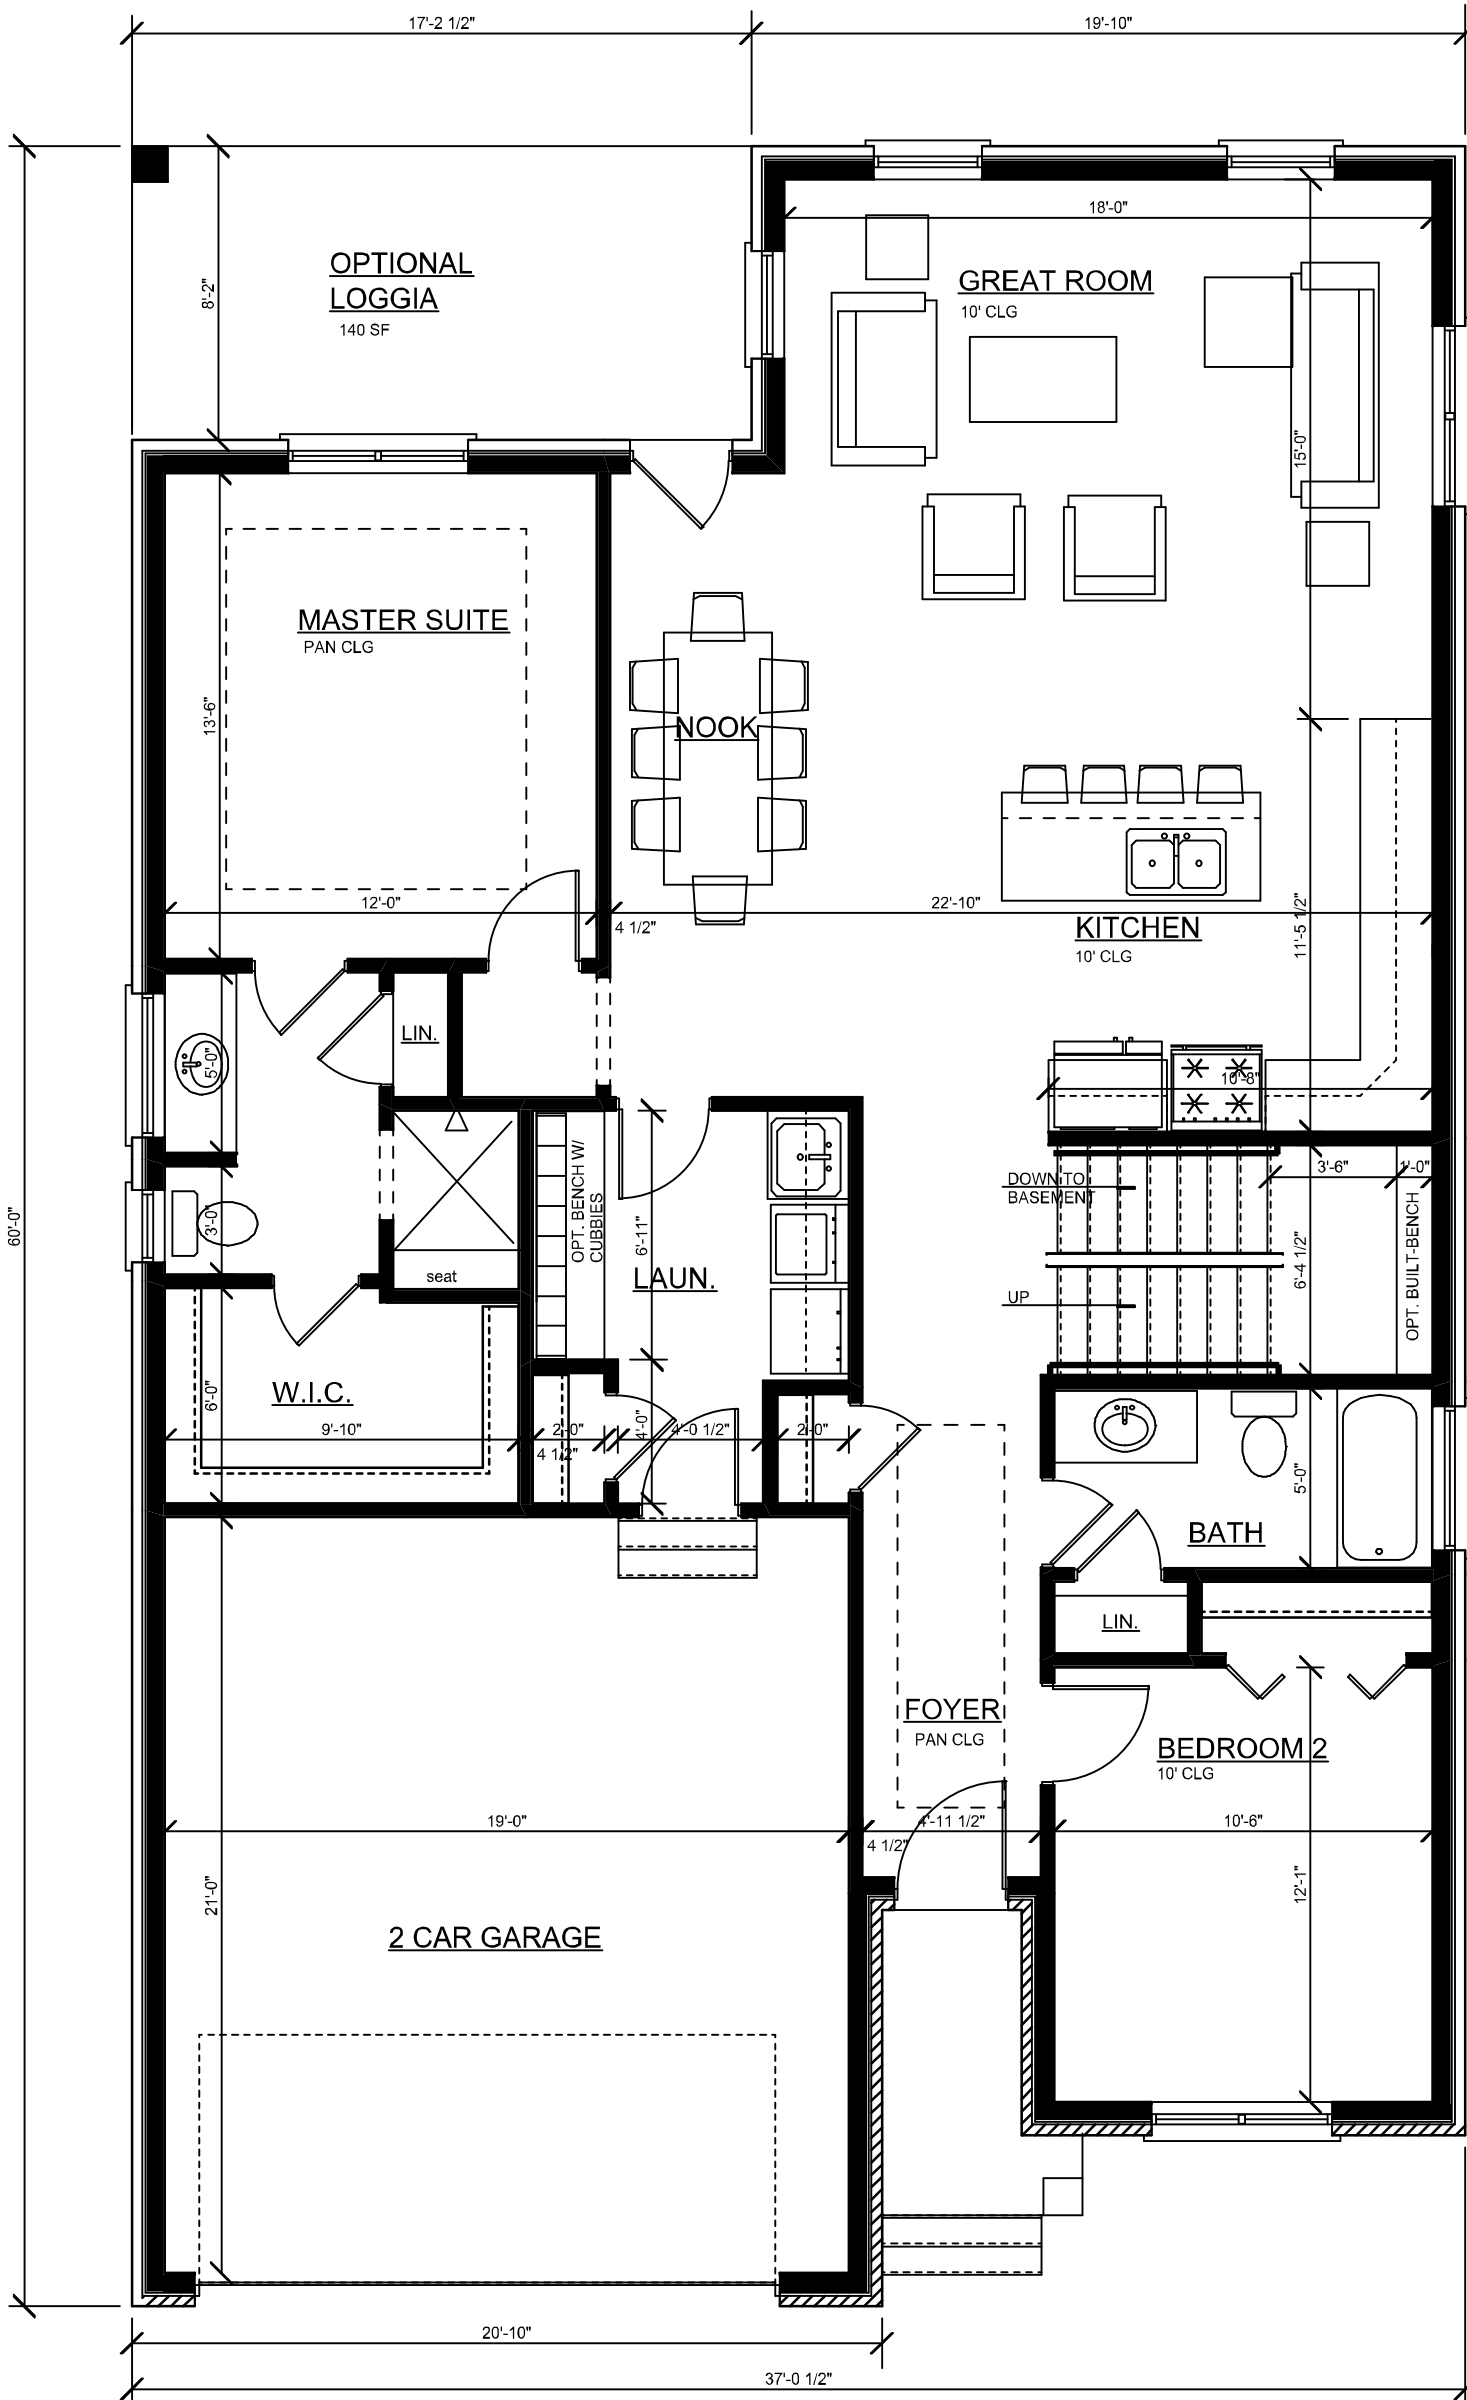 17'-2 1/2"
19'-10"
18'-0"
OPTIONAL
LOGGIA
140 SF
8'-2"
GREAT ROOM
10' CLG
15'-0"
MASTER SUITE
PAN CLG
13'-6"
NOOK
12'-0"
4 1/2"
22'-10"
KITCHEN
10' CLG
11'-5 1/2"
LIN.
5'-0"
10'-8"
3'-0"
60'-0"
seat
OPT. BENCH W/
CUBBIES
6'-11"
LAUN.
DOWN TO
BASEMENT
UP
3'-6"
1'-0"
6'-4 1/2"
OPT. BUILT-BENCH
W.I.C.
6'-0"
9'-10"
2'-0"
4 1/2"
4'-0"
4'-0 1/2"
2'-0"
5'-0"
BATH
LIN.
FOYER
PAN CLG
BEDROOM 2
10' CLG
19'-0"
4'-11 1/2"
4 1/2"
10'-6"
21'-0"
12'-1"
2 CAR GARAGE
20'-10"
37'-0 1/2"